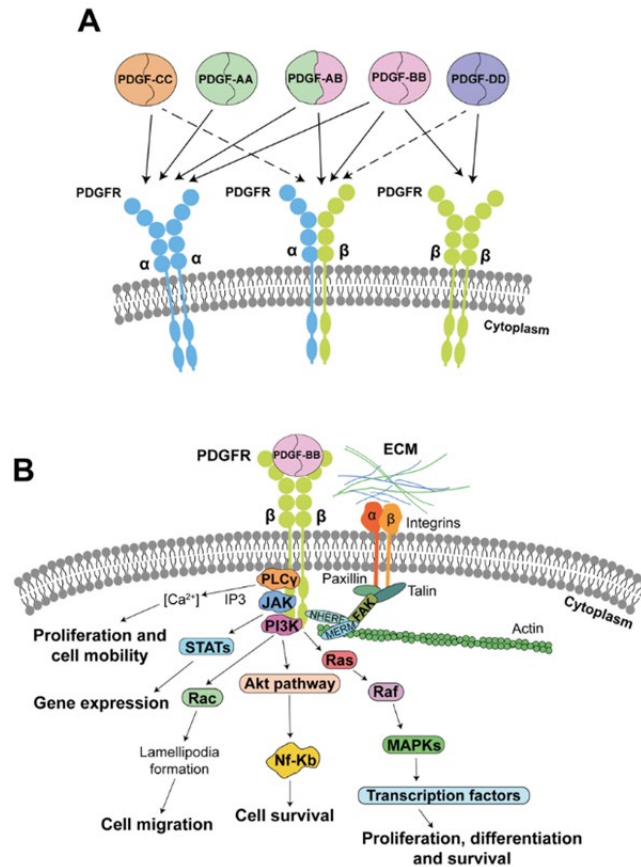 A
PDGF-CC
PDGF-AA
PDGF-AB
PDGF-BB
PDGF-DD
PDGFR
PDGFR
PDGFR
α α
α β
β β
Cytoplasm
B
PDGFR
PDGF-BB
ECM
β β
α β
Integrins
PLCγ
Paxillin
Talin
[Ca²⁺]
IP3
JAK
FAK
Cytoplasm
NHERF
MERM
PI3K
Actin
Proliferation and
cell mobility
STATs
Ras
Gene expression
Rac
Akt pathway
Raf
Lamellipodia
formation
Nf-Kb
MAPKs
Cell migration
Cell survival
Transcription factors
Proliferation, differentiation
and survival